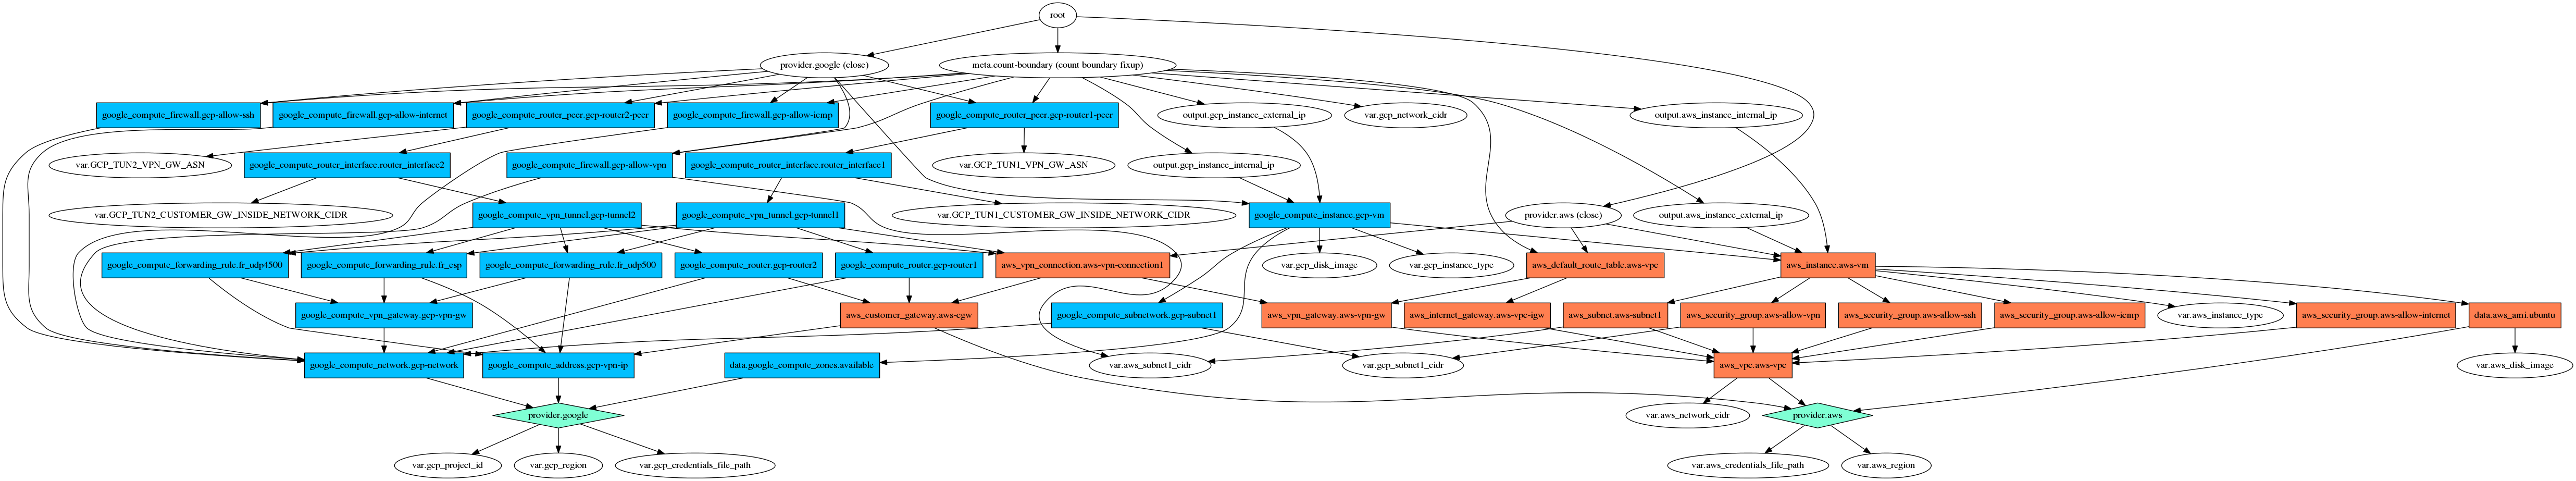 root
provider.google (close)
meta.count-boundary (count boundary fixup)
google_compute_firewall.gcp-allow-ssh
google_compute_firewall.gcp-allow-internet
google_compute_router_peer.gcp-router2-peer
google_compute_firewall.gcp-allow-icmp
google_compute_router_peer.gcp-router1-peer
output.gcp_instance_external_ip
var.gcp_network_cidr
output.aws_instance_internal_ip
var.GCP_TUN2_VPN_GW_ASN
google_compute_router_interface.router_interface2
google_compute_firewall.gcp-allow-vpn
google_compute_router_interface.router_interface1
var.GCP_TUN1_VPN_GW_ASN
output.gcp_instance_internal_ip
var.GCP_TUN2_CUSTOMER_GW_INSIDE_NETWORK_CIDR
google_compute_vpn_tunnel.gcp-tunnel2
google_compute_vpn_tunnel.gcp-tunnel1
var.GCP_TUN1_CUSTOMER_GW_INSIDE_NETWORK_CIDR
google_compute_instance.gcp-vm
provider.aws (close)
output.aws_instance_external_ip
google_compute_forwarding_rule.fr_udp4500
google_compute_forwarding_rule.fr_esp
google_compute_forwarding_rule.fr_udp500
google_compute_router.gcp-router2
google_compute_router.gcp-router1
aws_vpn_connection.aws-vpn-connection1
var.gcp_disk_image
var.gcp_instance_type
aws_default_route_table.aws-vpc
aws_instance.aws-vm
google_compute_vpn_gateway.gcp-vpn-gw
aws_customer_gateway.aws-cgw
google_compute_subnetwork.gcp-subnet1
aws_vpn_gateway.aws-vpn-gw
aws_internet_gateway.aws-vpc-igw
aws_subnet.aws-subnet1
aws_security_group.aws-allow-vpn
aws_security_group.aws-allow-ssh
aws_security_group.aws-allow-icmp
var.aws_instance_type
aws_security_group.aws-allow-internet
data.aws_ami.ubuntu
google_compute_network.gcp-network
google_compute_address.gcp-vpn-ip
data.google_compute_zones.available
var.aws_subnet1_cidr
var.gcp_subnet1_cidr
aws_vpc.aws-vpc
var.aws_disk_image
provider.google
var.aws_network_cidr
provider.aws
var.gcp_project_id
var.gcp_region
var.gcp_credentials_file_path
var.aws_credentials_file_path
var.aws_region